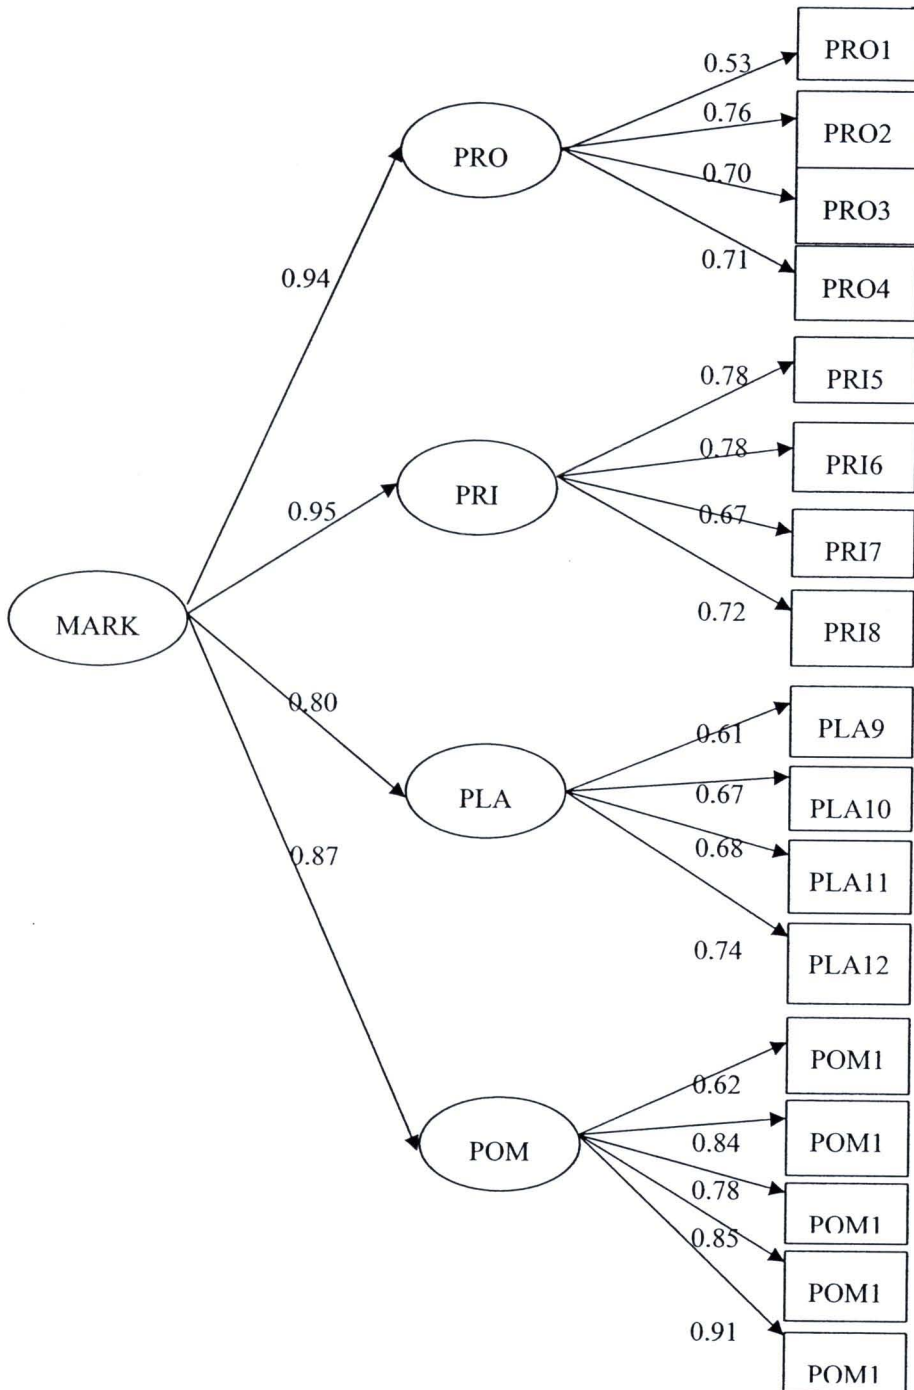 PRO1
0.53
PRO2
0.76
PRO
PRO3
0.70
PRO4
0.71
0.94
PRI5
0.78
PRI6
0.78
PRI
0.95
PRI7
0.67
PRI8
0.72
MARK
PLA9
0.61
0.80
PLA10
0.67
PLA
PLA11
0.68
0.87
PLA12
0.74
POM1
0.62
POM1
0.84
POM
POM1
0.78
POM1
0.85
POM1
0.91